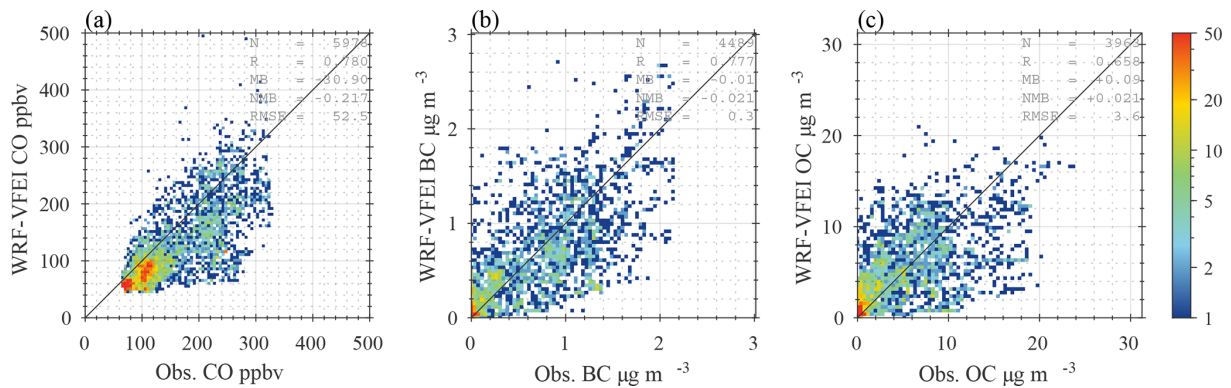 (a)
N = 5978
R = 0.780
MB = -30.90
NMB = -0.217
RMSE = 52.5
WRF-VFEI CO ppbv
500
400
300
200
100
0
0 100 200 300 400 500
Obs. CO ppbv
(b)
N = 4489
R = 0.777
MB = -0.01
NMB = -0.021
RMSE = 0.3
WRF-VFEI BC μg m ⁻³
3
2
1
0
0 1 2 3
Obs. BC μg m ⁻³
(c)
N = 3963
R = 0.658
MB = +0.09
NMB = +0.021
RMSE = 3.6
WRF-VFEI OC μg m ⁻³
30
20
10
0
0 10 20 30
Obs. OC μg m ⁻³
50
20
10
5
2
1